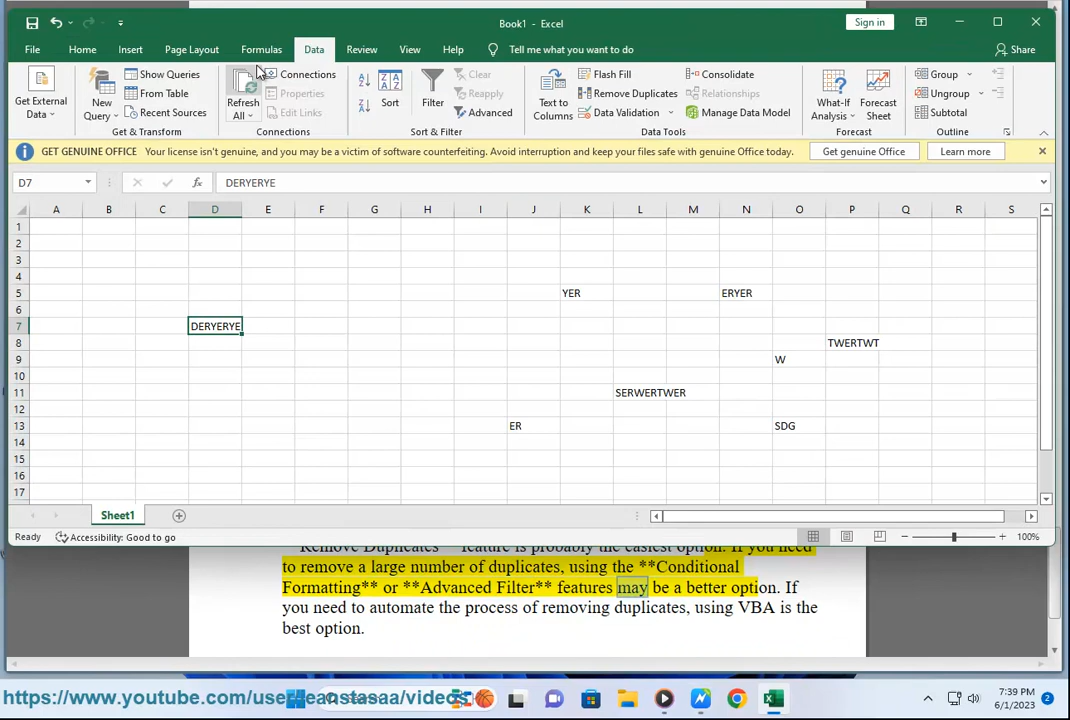 Book1 - Excel
Sign in
File Home Insert Page Layout Formulas Data Review View Help Tell me what you want to do Share
Get External Data
New Query
Show Queries
From Table
Recent Sources
Get & Transform
Refresh All
Connections
Properties
Edit Links
Connections
Sort
Filter
Clear
Reapply
Advanced
Sort & Filter
Text to Columns
Flash Fill
Remove Duplicates
Data Validation
Consolidate
Relationships
Manage Data Model
Data Tools
What-If Analysis
Forecast Sheet
Forecast
Group
Ungroup
Subtotal
Outline
GET GENUINE OFFICE Your license isn't genuine, and you may be a victim of software counterfeiting. Avoid interruption and keep your files safe with genuine Office today. Get genuine Office Learn more
D7 fx DERYERYE
A B C D E F G H I J K L M N O P Q R S
1
2
3
4
5 YER ERYER
6
7 DERYERYE
8 TWERTWT
9 W
10
11 SERWERTWER
12
13 ER SDG
14
15
16
17
Sheet1
Ready Accessibility: Good to go 100%
Remove Duplicates** feature is probably the easiest option. If you need
to remove a large number of duplicates, using the **Conditional
Formatting** or **Advanced Filter** features may be a better option. If
you need to automate the process of removing duplicates, using VBA is the
best option.
https://www.youtube.com/user-leanstaaa/videos
7:39 PM
6/1/2023